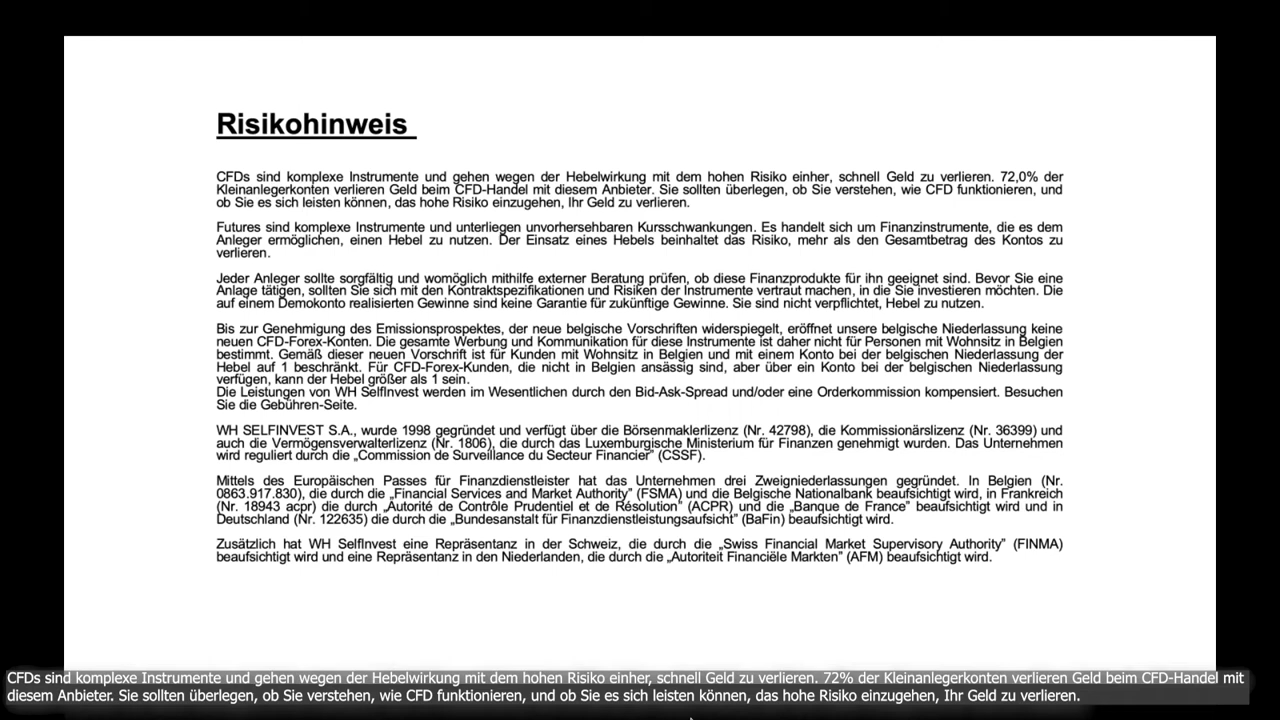 Risikohinweis
CFDs sind komplexe Instrumente und gehen wegen der Hebelwirkung mit dem hohen Risiko einher, schnell Geld zu verlieren. 72,0% der
Kleinanlegerkonten verlieren Geld beim CFD-Handel mit diesem Anbieter. Sie sollten überlegen, ob Sie verstehen, wie CFD funktionieren, und
ob Sie es sich leisten können, das hohe Risiko einzugehen, Ihr Geld zu verlieren.
Futures sind komplexe Instrumente und unterliegen unvorhersehbaren Kursschwankungen. Es handelt sich um Finanzinstrumente, die es dem
Anleger ermöglichen, einen Hebel zu nutzen. Der Einsatz eines Hebels beinhaltet das Risiko, mehr als den Gesamtbetrag des Kontos zu
verlieren.
Jeder Anleger sollte sorgfältig und womöglich mithilfe externer Beratung prüfen, ob diese Finanzprodukte für ihn geeignet sind. Bevor Sie eine
Anlage tätigen, sollten Sie sich mit den Kontraktspezifikationen und Risiken der Instrumente vertraut machen, in die Sie investieren möchten. Die
auf einem Demokonto realisierten Gewinne sind keine Garantie für zukünftige Gewinne. Sie sind nicht verpflichtet, Hebel zu nutzen.
Bis zur Genehmigung des Emissionsprospektes, der neue belgische Vorschriften widerspiegelt, eröffnet unsere belgische Niederlassung keine
neuen CFD-Forex-Konten. Die gesamte Werbung und Kommunikation für diese Instrumente ist daher nicht für Personen mit Wohnsitz in Belgien
bestimmt. Gemäß dieser neuen Vorschrift ist für Kunden mit Wohnsitz in Belgien und mit einem Konto bei der belgischen Niederlassung der
Hebel auf 1 beschränkt. Für CFD-Forex-Kunden, die nicht in Belgien ansässig sind, aber über ein Konto bei der belgischen Niederlassung
verfügen, kann der Hebel größer als 1 sein.
Die Leistungen von WH SelfInvest werden im Wesentlichen durch den Bid-Ask-Spread und/oder eine Orderkommission kompensiert. Besuchen
Sie die Gebühren-Seite.
WH SELFINVEST S.A., wurde 1998 gegründet und verfügt über die Börsenmaklerlizenz (Nr. 42798), die Kommissionärslizenz (Nr. 36399) und
auch die Vermögensverwalterlizenz (Nr. 1806), die durch das Luxemburgische Ministerium für Finanzen genehmigt wurden. Das Unternehmen
wird reguliert durch die „Commission de Surveillance du Secteur Financier” (CSSF).
Mittels des Europäischen Passes für Finanzdienstleister hat das Unternehmen drei Zweigniederlassungen gegründet. In Belgien (Nr.
0863.917.830), die durch die „Financial Services and Market Authority” (FSMA) und die Belgische Nationalbank beaufsichtigt wird, in Frankreich
(Nr. 18943 acpr) die durch „Autorité de Contrôle Prudentiel et de Résolution” (ACPR) und die „Banque de France” beaufsichtigt wird und in
Deutschland (Nr. 122635) die durch die „Bundesanstalt für Finanzdienstleistungsaufsicht” (BaFin) beaufsichtigt wird.
Zusätzlich hat WH SelfInvest eine Repräsentanz in der Schweiz, die durch die „Swiss Financial Market Supervisory Authority” (FINMA)
beaufsichtigt wird und eine Repräsentanz in den Niederlanden, die durch die „Autoriteit Financiële Markten” (AFM) beaufsichtigt wird.
CFDs sind komplexe Instrumente und gehen wegen der Hebelwirkung mit dem hohen Risiko einher, schnell Geld zu verlieren. 72% der Kleinanlegerkonten verlieren Geld beim CFD-Handel mit
diesem Anbieter. Sie sollten überlegen, ob Sie verstehen, wie CFD funktionieren, und ob Sie es sich leisten können, das hohe Risiko einzugehen, Ihr Geld zu verlieren.